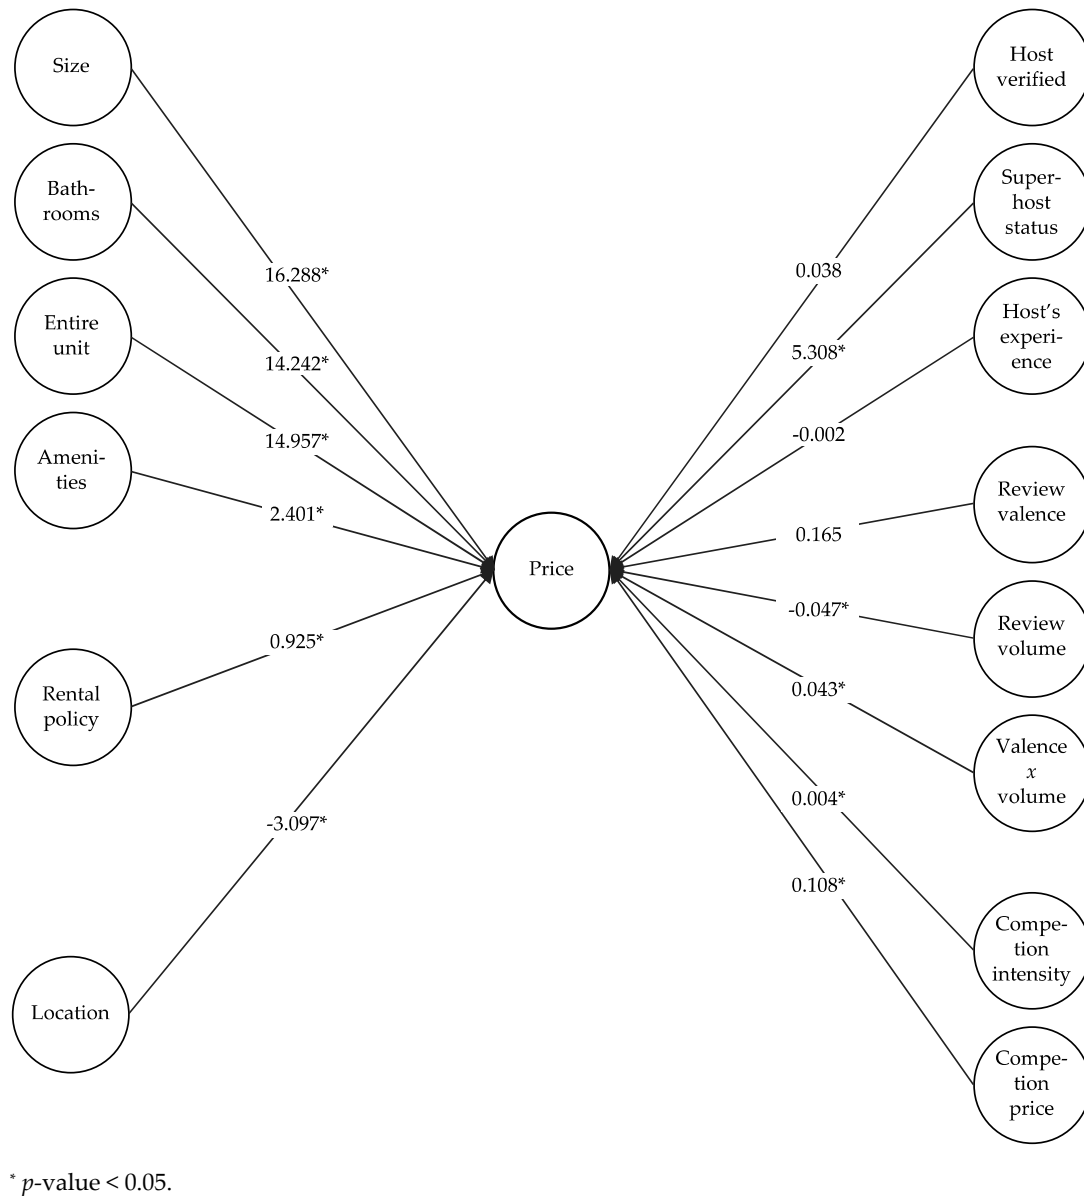 Size
Bath-
rooms
Entire
unit
Ameni-
ties
Rental
policy
Location
16.288*
14.242*
14.957*
2.401*
0.925*
-3.097*
Price
0.038
5.308*
-0.002
0.165
-0.047*
0.043*
0.004*
0.108*
Host
verified
Super-
host
status
Host’s
experi-
ence
Review
valence
Review
volume
Valence
x
volume
Compe-
tion
intensity
Compe-
tion
price
* p-value < 0.05.